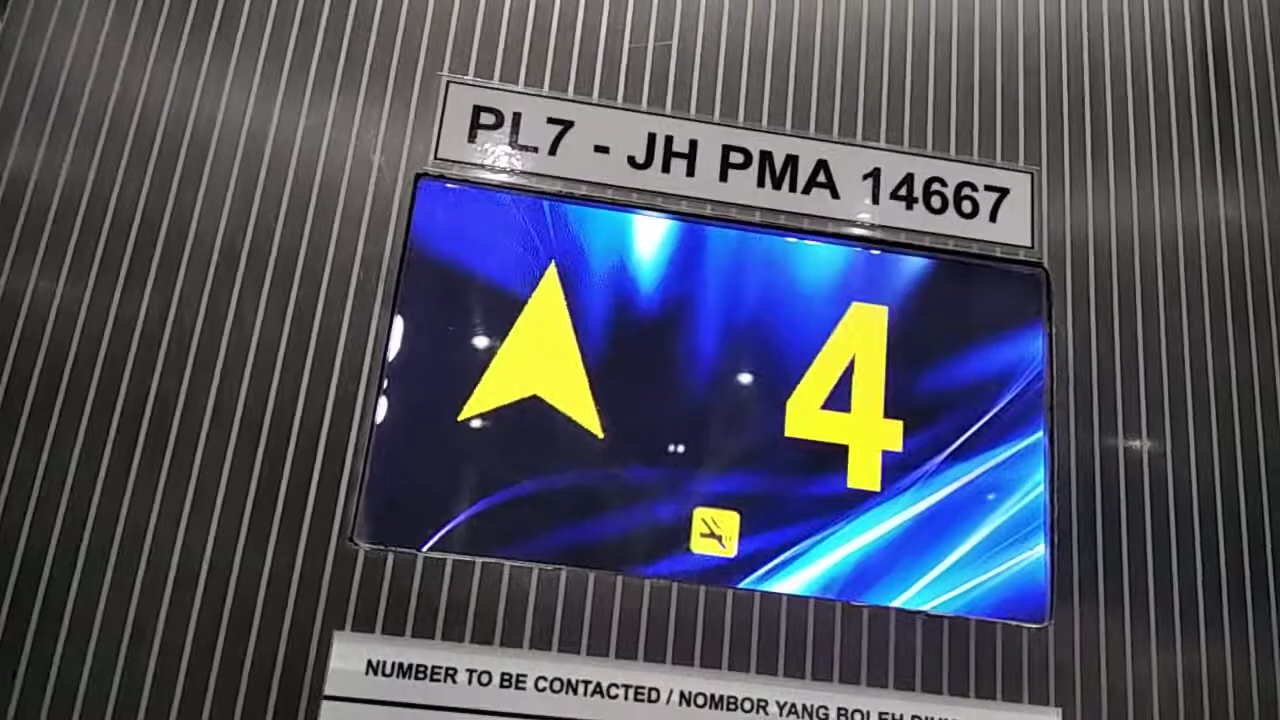 PL7 - JH PMA 14667
4
NUMBER TO BE CONTACTED / NOMBOR YANG BOLEH